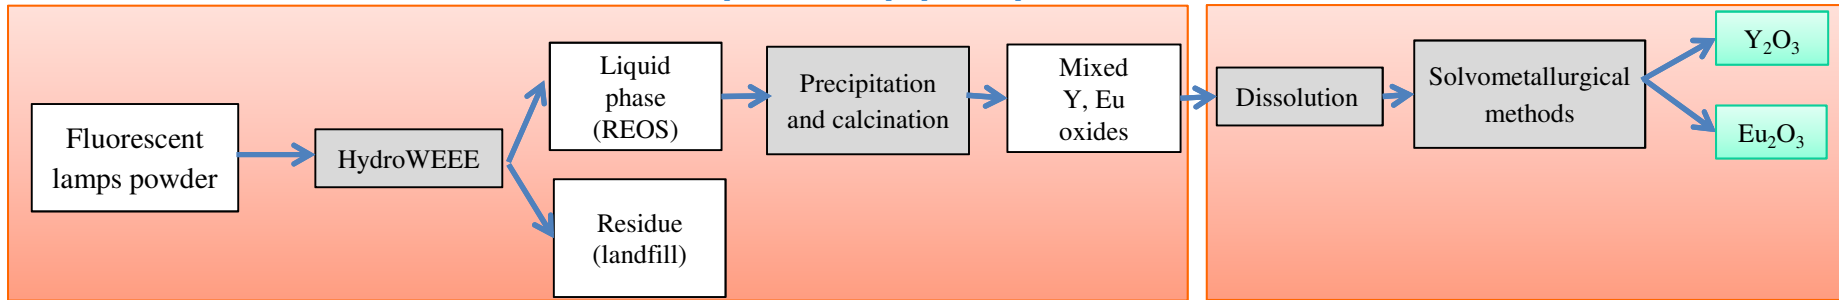 Fluorescent
lamps powder
HydroWEEE
Liquid
phase
(REOS)
Residue
(landfill)
Precipitation
and calcination
Mixed
Y, Eu
oxides
Dissolution
Solvometallurgical
methods
Y₂O₃
Eu₂O₃